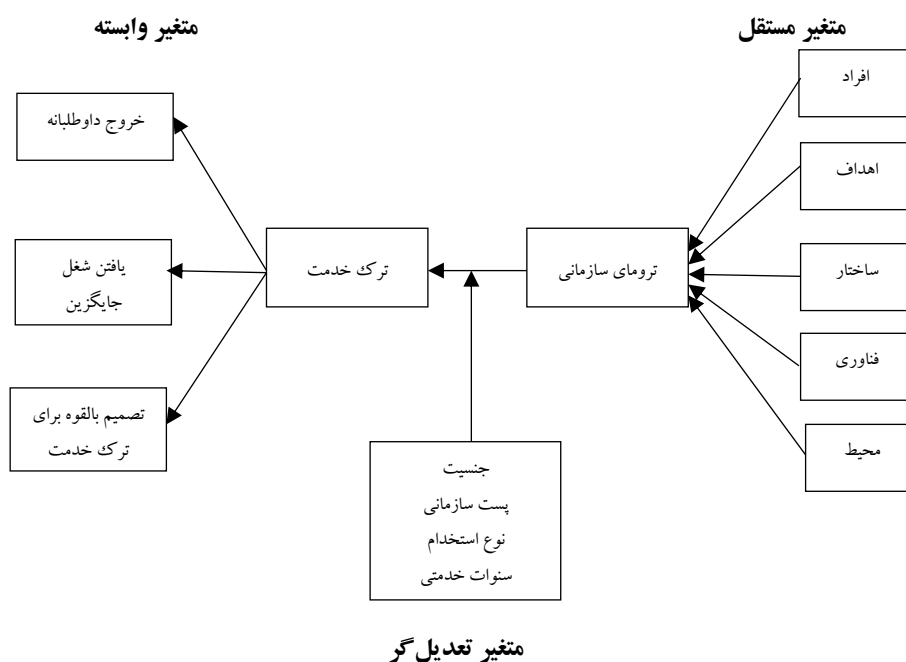 متغیر مستقل
متغیر وابسته
افراد
اهداف
ساختار
فناوری
محیط
ترومای سازمانی
ترک خدمت
خروج داوطلبانه
یافتن شغل
جایگزین
تصمیم بالقوه برای
ترک خدمت
جنسیت
پست سازمانی
نوع استخدام
سنوات خدمتی
متغیر تعدیل‌گر